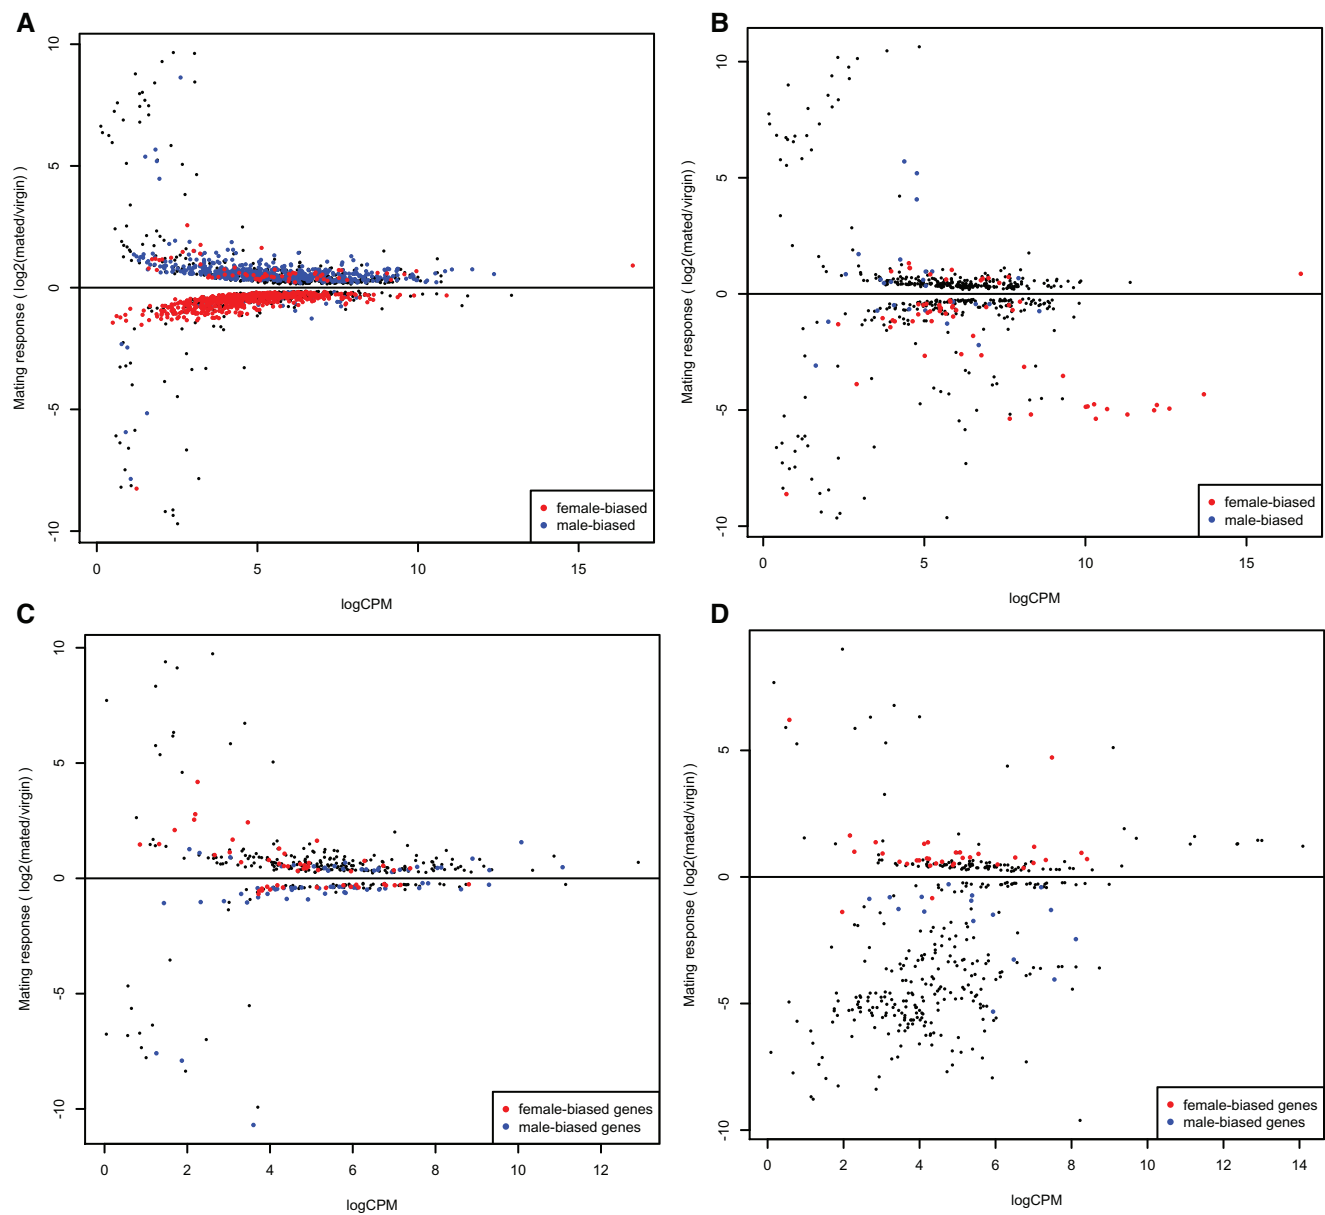 A
10
5
0
-5
-10
Mating response ( log2(mated/virgin) )
0 5 10 15
logCPM
female-biased
male-biased
B
10
5
0
-5
-10
Mating response ( log2(mated/virgin) )
0 5 10 15
logCPM
female-biased
male-biased
C
10
5
0
-5
-10
Mating response ( log2(mated/virgin) )
0 2 4 6 8 10 12
logCPM
female-biased genes
male-biased genes
D
5
0
-5
-10
Mating response ( log2(mated/virgin) )
0 2 4 6 8 10 12 14
logCPM
female-biased genes
male-biased genes